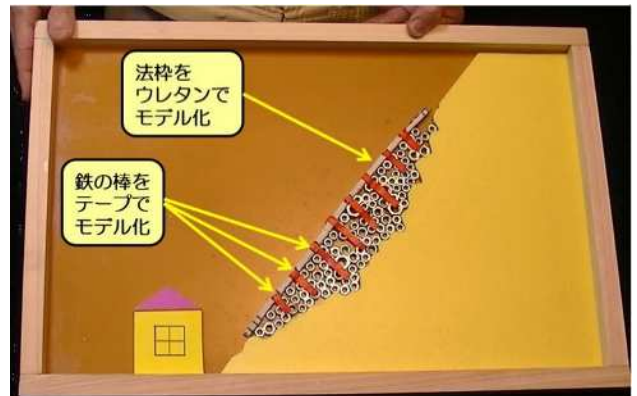 法枠を
ウレタンで
モデル化
鉄の棒を
テープで
モデル化